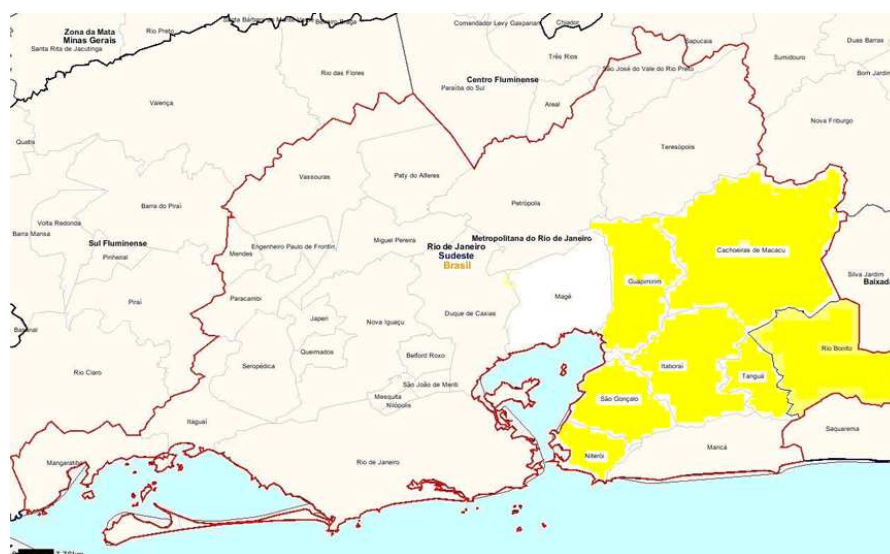 Zona da Mata
Minas Gerais
Rio Preto
Santa Rita de Jacutinga
Rio das Flores
Comendador Levy Gasparian
Chiador
Três Rios
Sapucaia
Duas Barras
Sumidouro
Bom Jardim
São José do Vale do Rio Preto
Centro Fluminense
Paraíba do Sul
Areal
Valença
Nova Friburgo
Teresópolis
Quatis
Vassouras
Paty do Alferes
Petrópolis
Barra do Piraí
Volta Redonda
Barra Mansa
Sul Fluminense
Pinheiral
Mendes
Engenheiro Paulo de Frontin
Miguel Pereira
Metropolitana do Rio de Janeiro
Rio de Janeiro
Sudeste
Brasil
Cachoeiras de Macacu
Silva Jardim
Baixada
Guapimirim
Magé
Piraí
Paracambi
Japeri
Nova Iguaçu
Duque de Caxias
Queimados
Seropédica
Belford Roxo
São João de Meriti
Mesquita
Nilópolis
Rio Bonito
Itaboraí
Tanguá
Rio Claro
São Gonçalo
Itaguaí
Saquarema
Maricá
Niterói
Mangaratiba
Rio de Janeiro